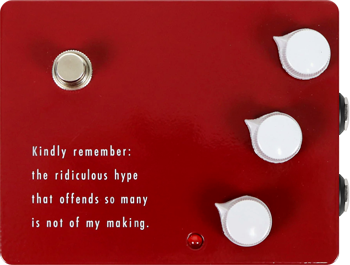 Kindly remember:
the ridiculous hype
that offends so many
is not of my making.